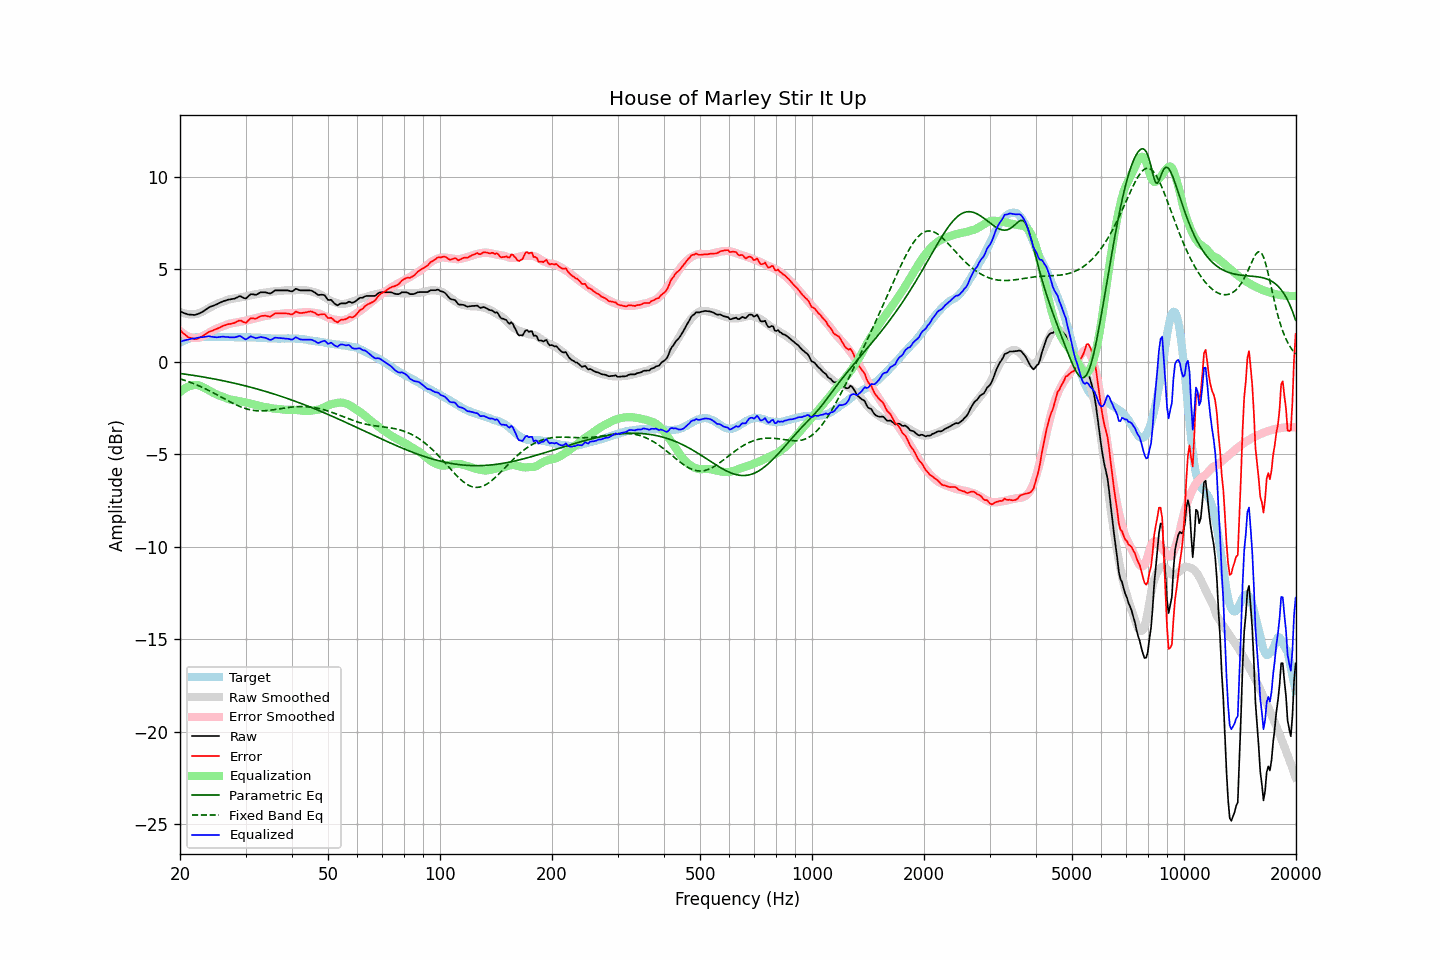 House of Marley Stir It Up
Amplitude (dBr)
10
5
0
−5
−10
−15
−20
−25
Target
Raw Smoothed
Error Smoothed
Raw
Error
Equalization
Parametric Eq
Fixed Band Eq
Equalized
20 50 100 200 500 1000 2000 5000 10000 20000
Frequency (Hz)